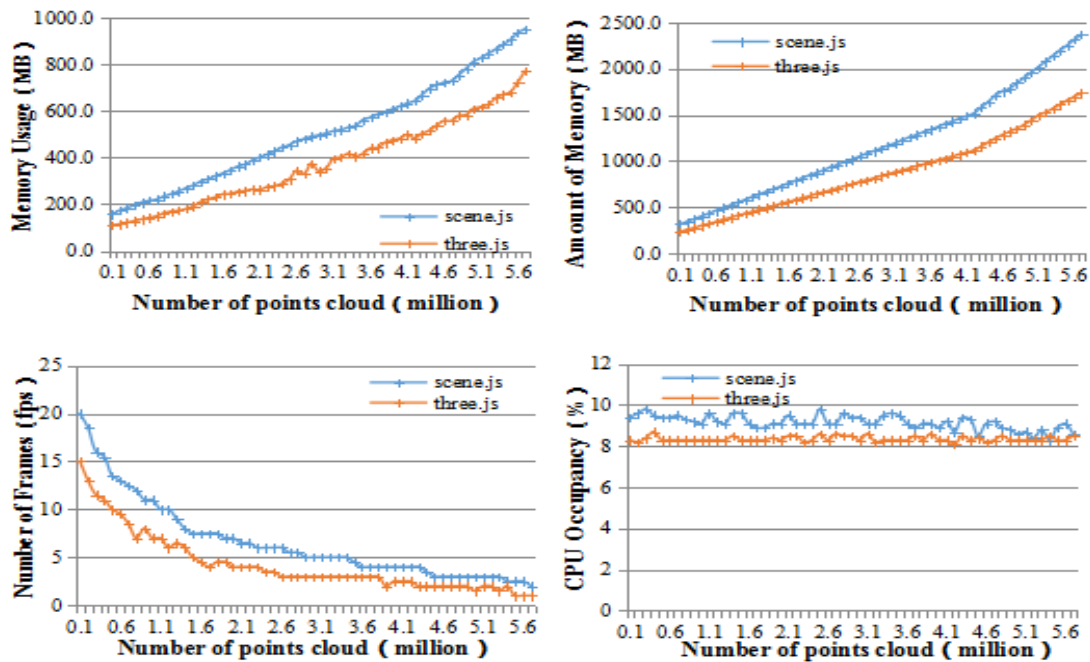 1000.0
800.0
600.0
400.0
200.0
0.0
Memory Usage (MB)
scene.js
three.js
0.1 0.6 1.1 1.6 2.1 2.6 3.1 3.6 4.1 4.6 5.1 5.6
Number of points cloud ( million )
2500.0
2000.0
1500.0
1000.0
500.0
0.0
Amount of Memory (MB)
scene.js
three.js
0.1 0.6 1.1 1.6 2.1 2.6 3.1 3.6 4.1 4.6 5.1 5.6
Number of points cloud ( million )
25
20
15
10
5
0
Number of Frames (fps)
scene.js
three.js
0.1 0.6 1.1 1.6 2.1 2.6 3.1 3.6 4.1 4.6 5.1 5.6
Number of points cloud ( million )
12
10
8
6
4
2
0
CPU Occupancy ( % )
scene.js
three.js
0.1 0.6 1.1 1.6 2.1 2.6 3.1 3.6 4.1 4.6 5.1 5.6
Number of points cloud ( million )